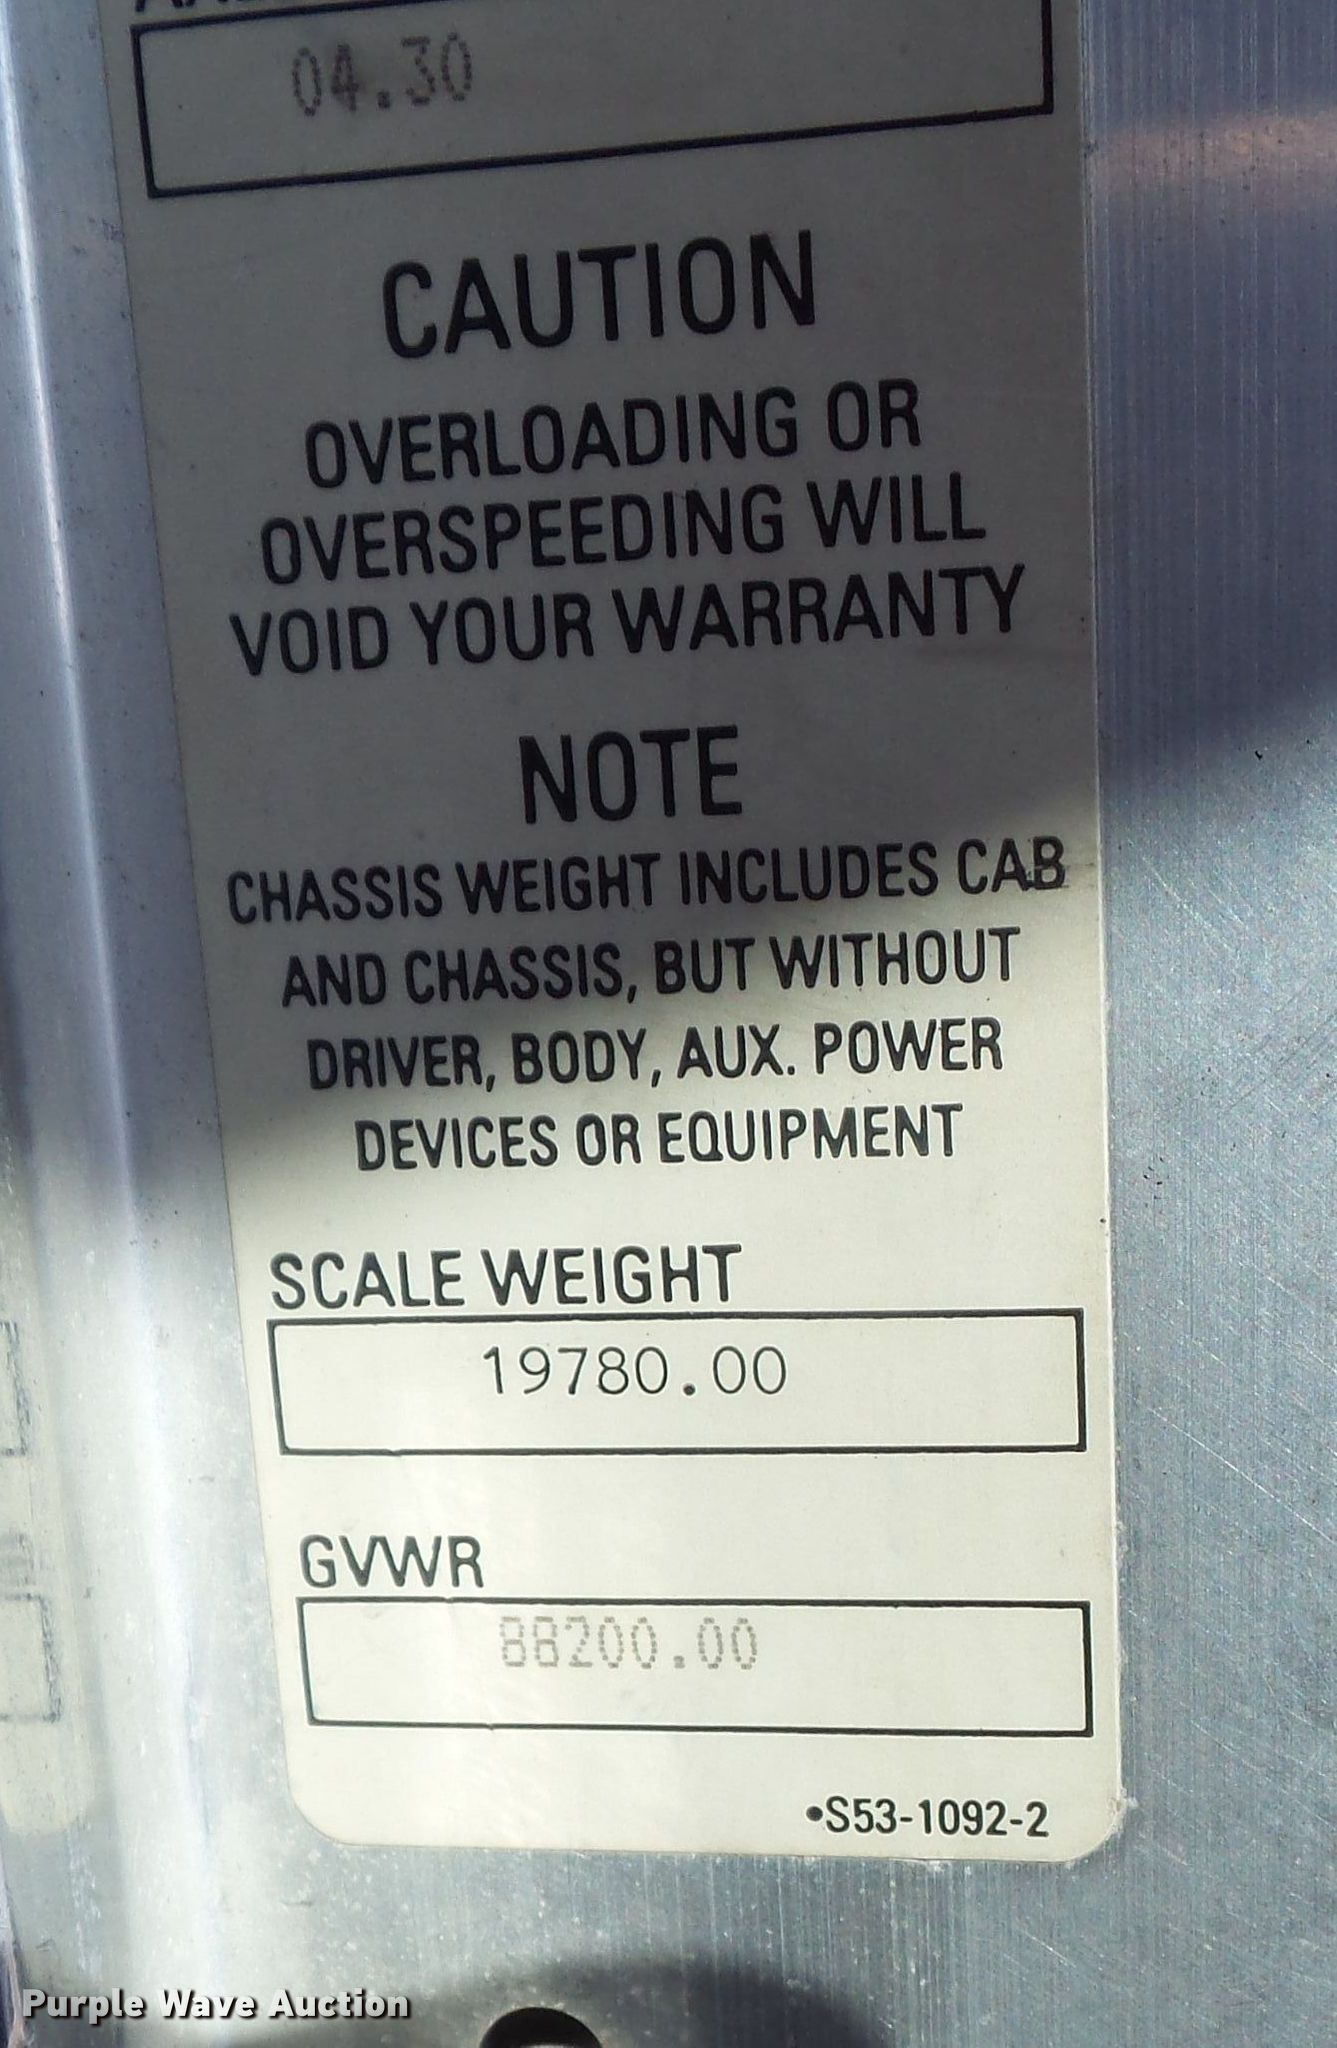 04.30
CAUTION
OVERLOADING OR
OVERSPEEDING WILL
VOID YOUR WARRANTY
NOTE
CHASSIS WEIGHT INCLUDES CAB
AND CHASSIS, BUT WITHOUT
DRIVER, BODY, AUX. POWER
DEVICES OR EQUIPMENT
SCALE WEIGHT
19780.00
GVWR
88200.00
•S53-1092-2
Purple Wave Auction